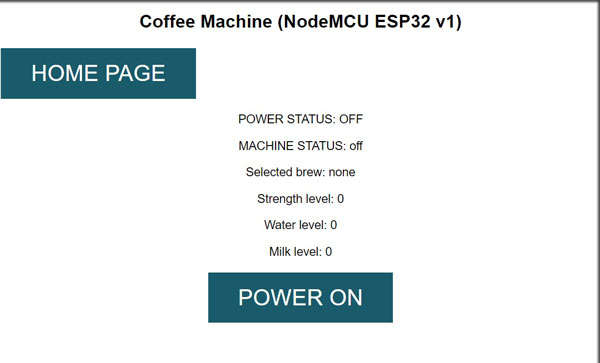 Coffee Machine (NodeMCU ESP32 v1)
HOME PAGE
POWER STATUS: OFF
MACHINE STATUS: off
Selected brew: none
Strength level: 0
Water level: 0
Milk level: 0
POWER ON